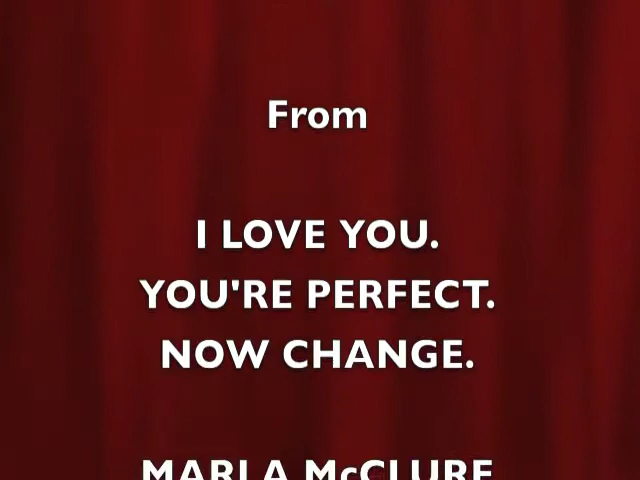 From
I LOVE YOU.
YOU'RE PERFECT.
NOW CHANGE.
MARLA McCLURE